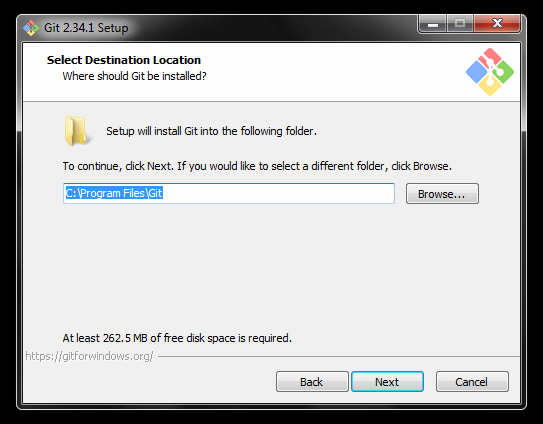 Git 2.34.1 Setup
Select Destination Location
Where should Git be installed?
Setup will install Git into the following folder.
To continue, click Next. If you would like to select a different folder, click Browse.
C:\Program Files\Git
Browse...
At least 262.5 MB of free disk space is required.
https://gitforwindows.org/
Back
Next
Cancel